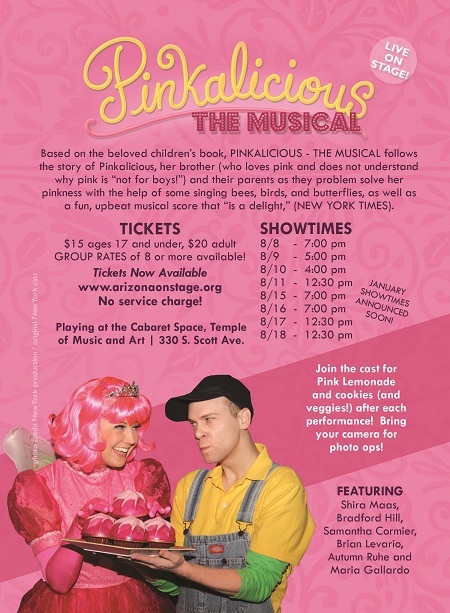 LIVE
ON
STAGE!
Pinkalicious
THE MUSICAL
Based on the beloved children's book, PINKALICIOUS - THE MUSICAL follows
the story of Pinkalicious, her brother (who loves pink and does not understand
why pink is "not for boys!") and their parents as they problem solve her
pinkness with the help of some singing bees, birds, and butterflies, as well as
a fun, upbeat musical score that "is a delight," (NEW YORK TIMES).
TICKETS
$15 ages 17 and under, $20 adult
GROUP RATES of 8 or more available!
Tickets Now Available
www.arizonaonstage.org
No service charge!
Playing at the Cabaret Space, Temple
of Music and Art | 330 S. Scott Ave.
SHOWTIMES
8/8 - 7:00 pm
8/9 - 5:00 pm
8/10 - 4:00 pm
8/11 - 12:30 pm
8/15 - 7:00 pm
8/16 - 7:00 pm
8/17 - 12:30 pm
8/18 - 12:30 pm
JANUARY
SHOWTIMES
ANNOUNCED
SOON!
Join the cast for
Pink Lemonade
and cookies (and
veggies!) after each
performance! Bring
your camera for
photo ops!
FEATURING
Shira Maas,
Bradford Hill,
Samantha Cormier,
Brian Levario,
Autumn Ruhe and
Maria Gallardo
photo credit New York production / original New York cast